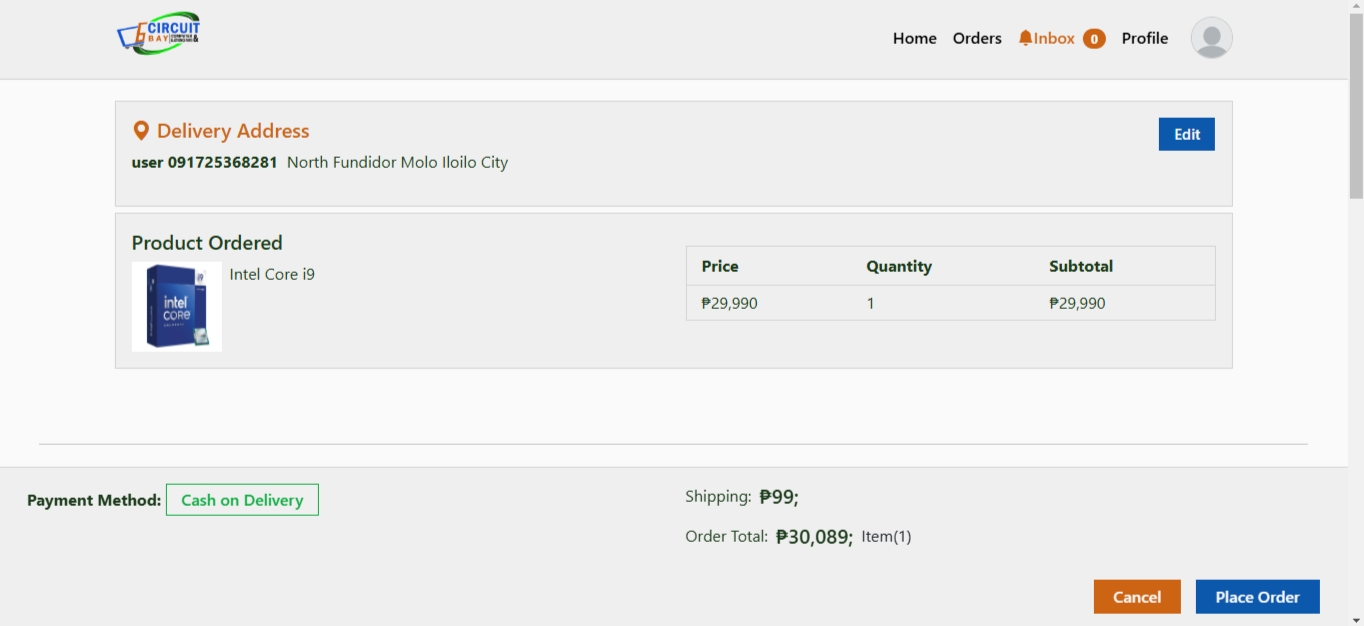 CIRCUIT
BAY
Home Orders Inbox 0 Profile
Delivery Address
Edit
user 091725368281 North Fundidor Molo Iloilo City
Product Ordered
Intel Core i9
intel
CORE
i9
Price Quantity Subtotal
₱29,990 1 ₱29,990
Payment Method: Cash on Delivery
Shipping: ₱99;
Order Total: ₱30,089; Item(1)
Cancel Place Order